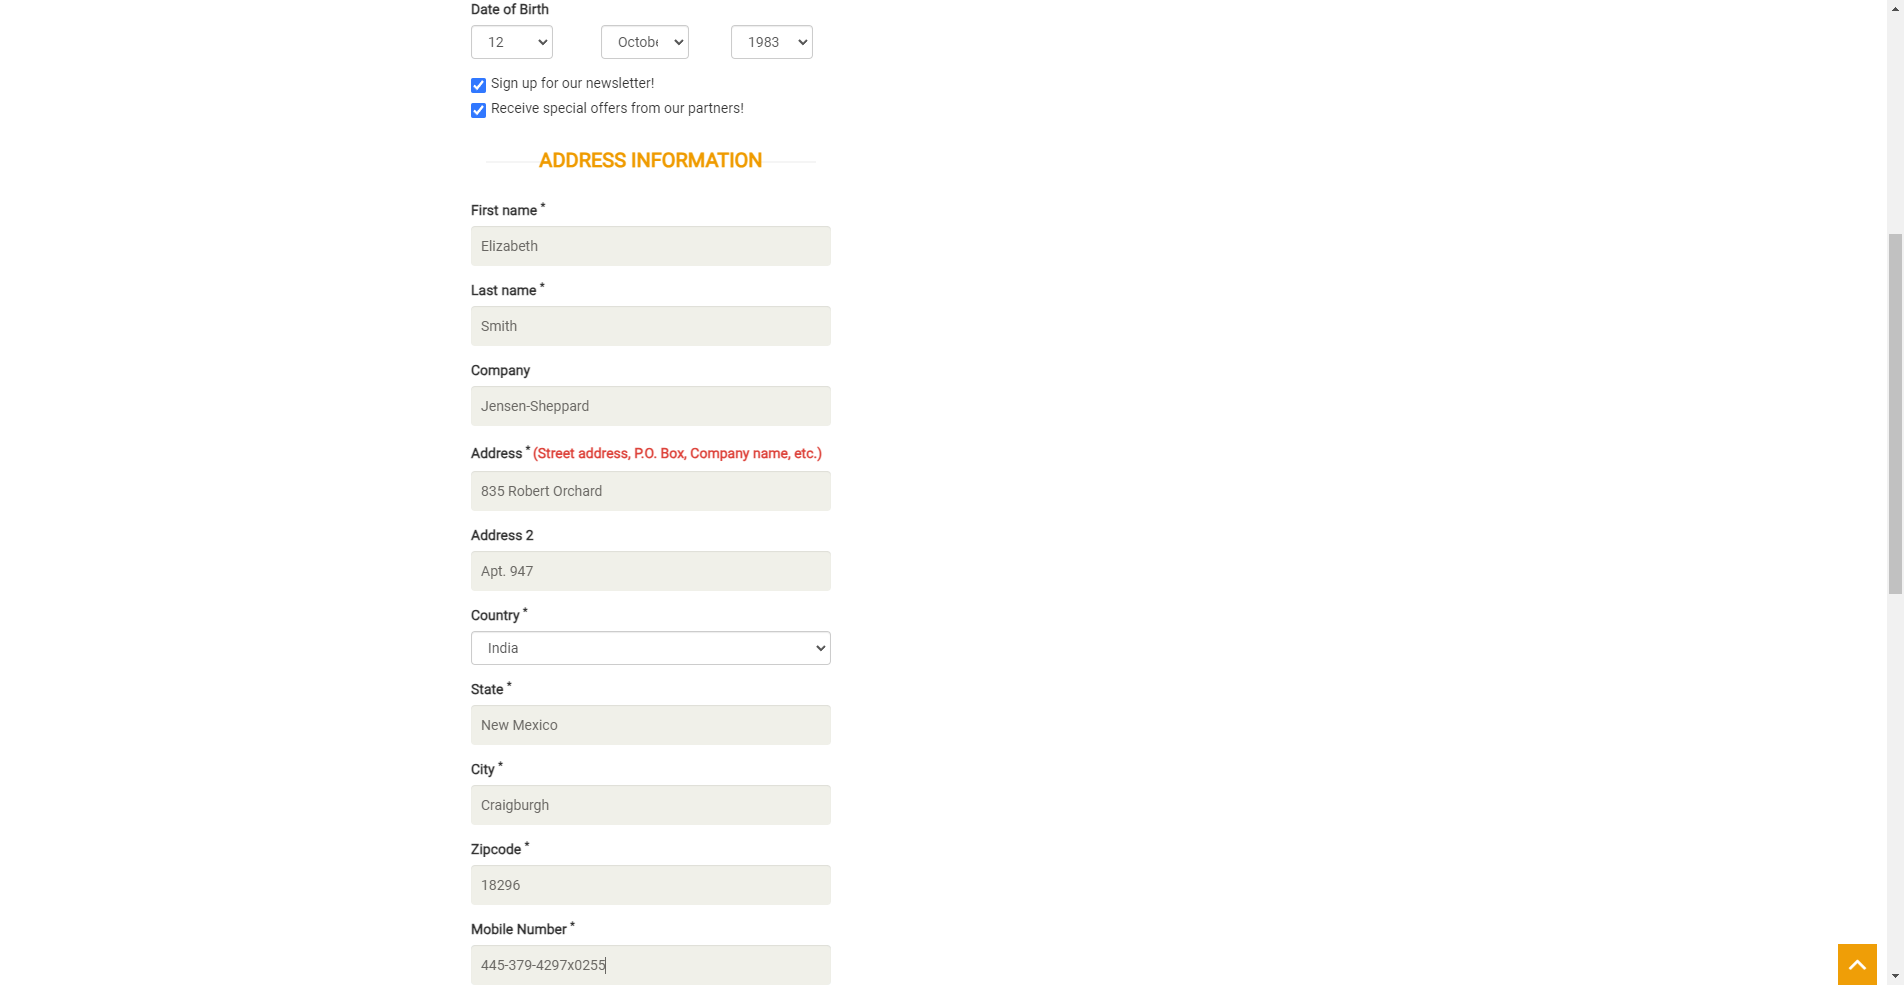 Date of Birth
12 Octobe 1983
Sign up for our newsletter!
Receive special offers from our partners!
ADDRESS INFORMATION
First name *
Elizabeth
Last name *
Smith
Company
Jensen-Sheppard
Address * (Street address, P.O. Box, Company name, etc.)
835 Robert Orchard
Address 2
Apt. 947
Country *
India
State *
New Mexico
City *
Craigburgh
Zipcode *
18296
Mobile Number *
445-379-4297x0255